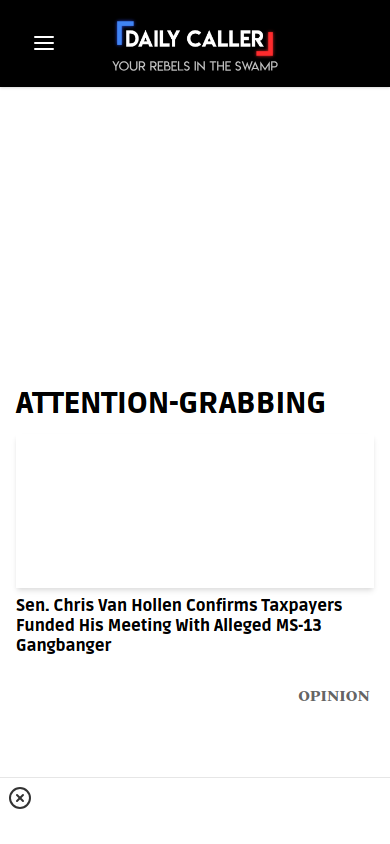 DAILY CALLER
YOUR REBELS IN THE SWAMP
ATTENTION-GRABBING
Sen. Chris Van Hollen Confirms Taxpayers
Funded His Meeting With Alleged MS-13
Gangbanger
OPINION